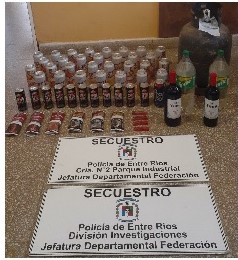 SECUESTRO
Policía de Entre Ríos
Cria. N°2 Parque Industrial
Jefatura Departamental Federación
SECUESTRO
Policía de Entre Ríos
División Investigaciones
Jefatura Departamental Federación